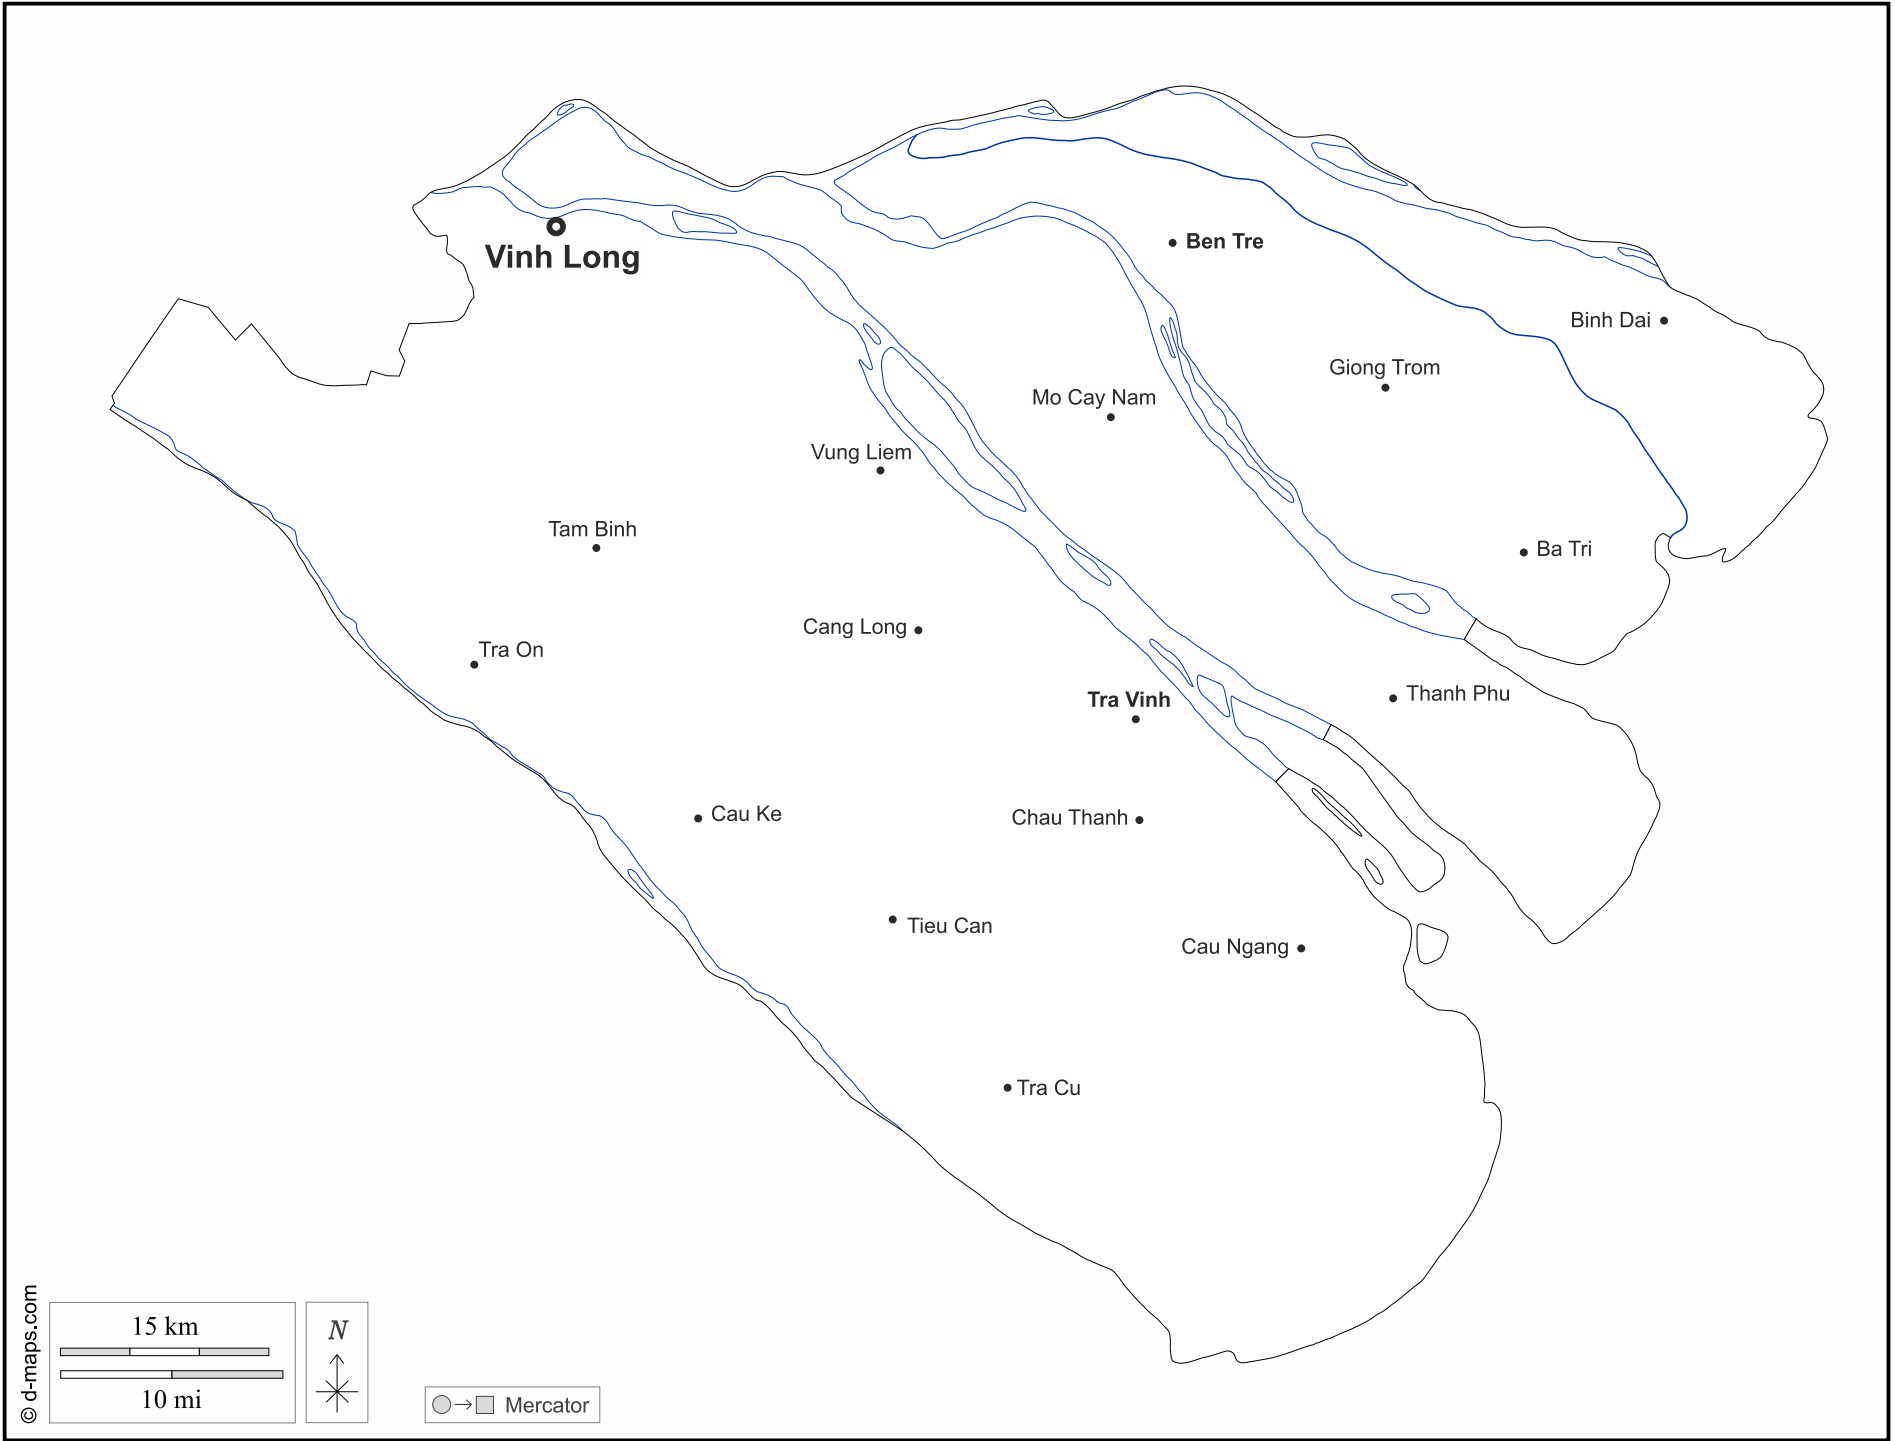 Vinh Long
Ben Tre
Binh Dai
Giong Trom
Mo Cay Nam
Vung Liem
Tam Binh
Ba Tri
Cang Long
Tra On
Thanh Phu
Tra Vinh
Cau Ke
Chau Thanh
Tieu Can
Cau Ngang
Tra Cu
© d-maps.com
15 km
10 mi
N
Mercator